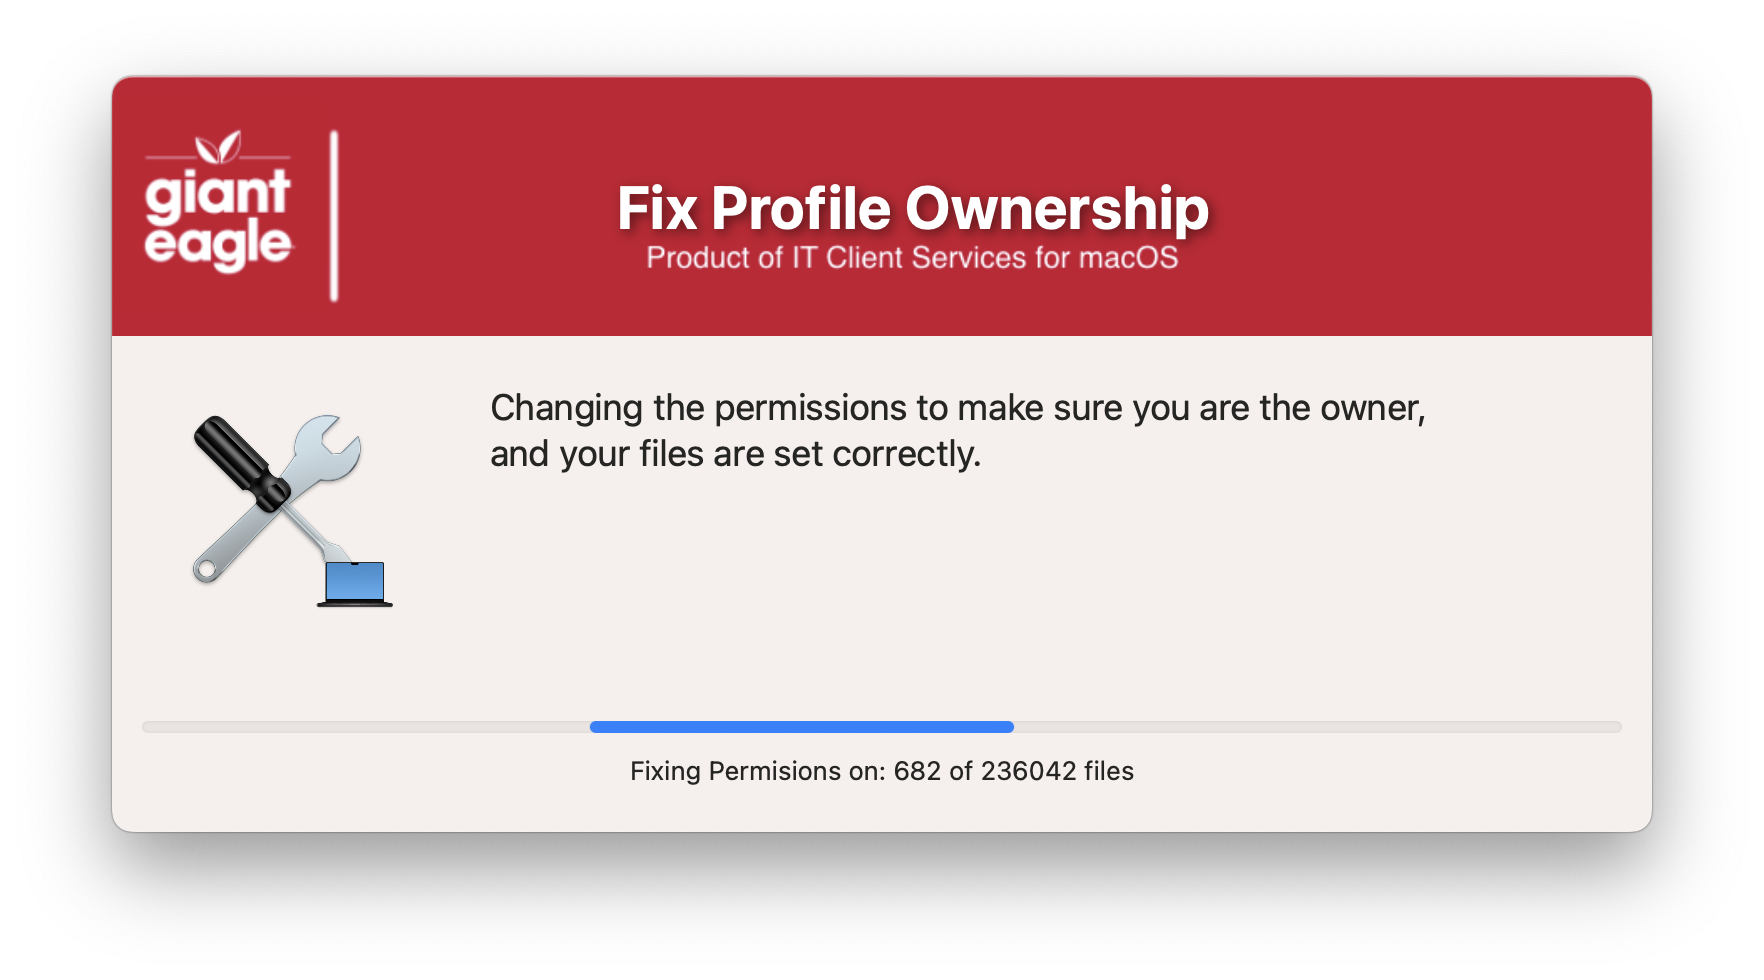 giant
eagle
Fix Profile Ownership
Product of IT Client Services for macOS
Changing the permissions to make sure you are the owner,
and your files are set correctly.
Fixing Permisions on: 682 of 236042 files